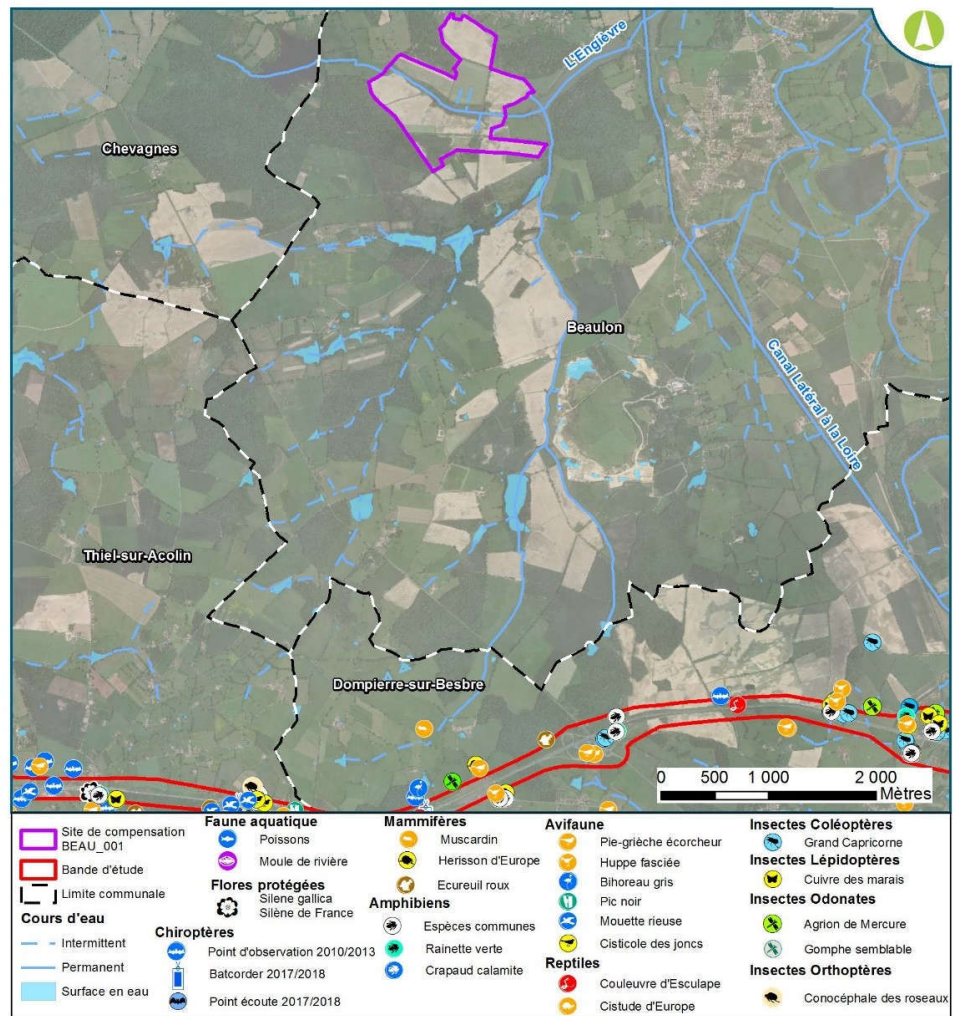 L'Engièvre
Chevagnes
Beaulon
Canal Latéral à la Loire
Thiel-sur-Acolin
Dompierre-sur-Besbre
0 500 1 000 2 000
Mètres
Site de compensation
BEAU_001
Bande d'étude
Limite communale
Cours d'eau
Intermittent
Permanent
Surface en eau
Faune aquatique
Poissons
Moule de rivière
Flores protégées
Silene gallica
Silène de France
Chiroptères
Point d'observation 2010/2013
Batcorder 2017/2018
Point écoute 2017/2018
Mammifères
Muscardin
Herisson d'Europe
Ecureuil roux
Amphibiens
Espèces communes
Rainette verte
Crapaud calamite
Avifaune
Pie-grièche écorcheur
Huppe fasciée
Bihoreau gris
Pic noir
Mouette rieuse
Cisticole des joncs
Reptiles
Couleuvre d'Esculape
Cistude d'Europe
Insectes Coléoptères
Grand Capricorne
Insectes Lépidoptères
Cuivre des marais
Insectes Odonates
Agrion de Mercure
Gomphe semblable
Insectes Orthoptères
Conocéphale des roseaux